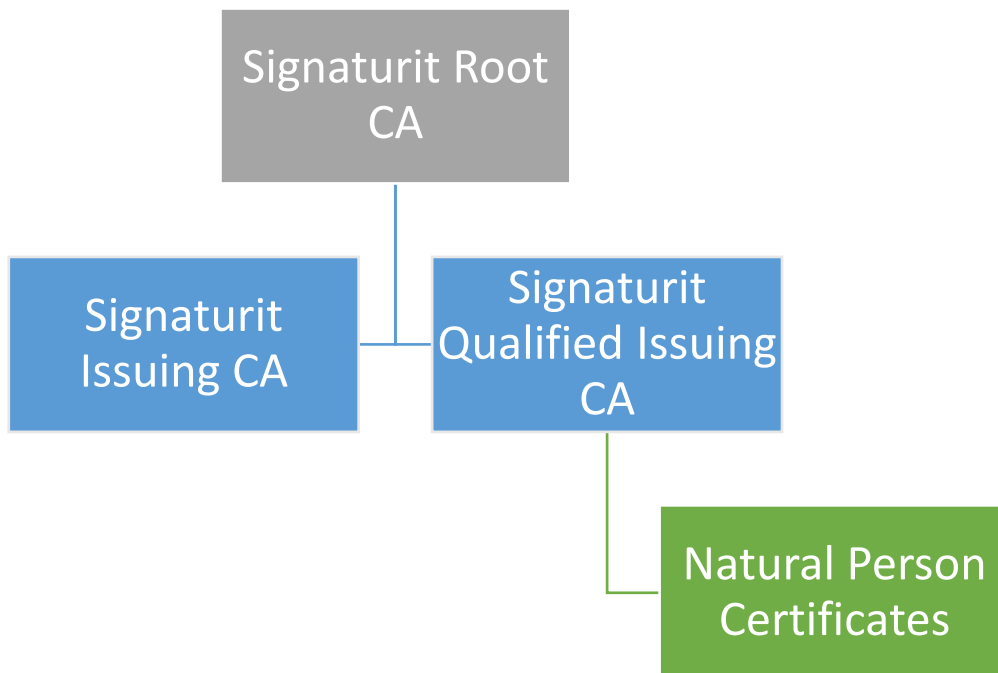 Signaturit Root
CA
Signaturit
Issuing CA
Signaturit
Qualified Issuing
CA
Natural Person
Certificates